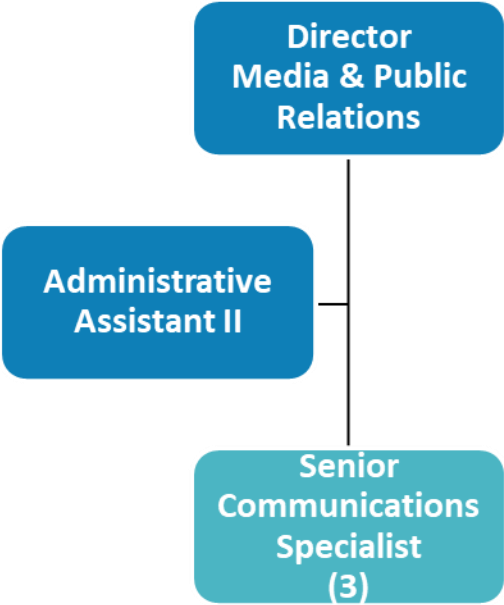 Director
Media & Public
Relations
Administrative
Assistant II
Senior
Communications
Specialist
(3)